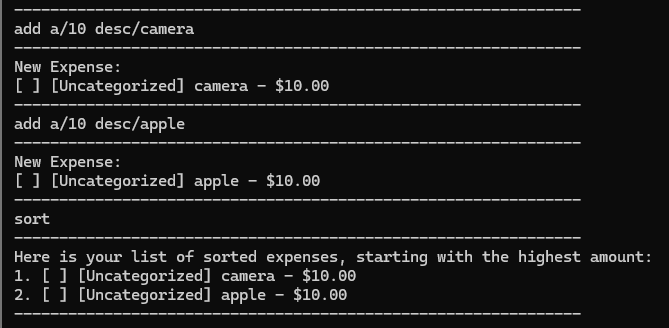 ------------------------------------------------------------
add a/10 desc/camera
------------------------------------------------------------
New Expense:
[ ] [Uncategorized] camera - $10.00
------------------------------------------------------------
add a/10 desc/apple
------------------------------------------------------------
New Expense:
[ ] [Uncategorized] apple - $10.00
------------------------------------------------------------
sort
------------------------------------------------------------
Here is your list of sorted expenses, starting with the highest amount:
1. [ ] [Uncategorized] camera - $10.00
2. [ ] [Uncategorized] apple - $10.00
------------------------------------------------------------